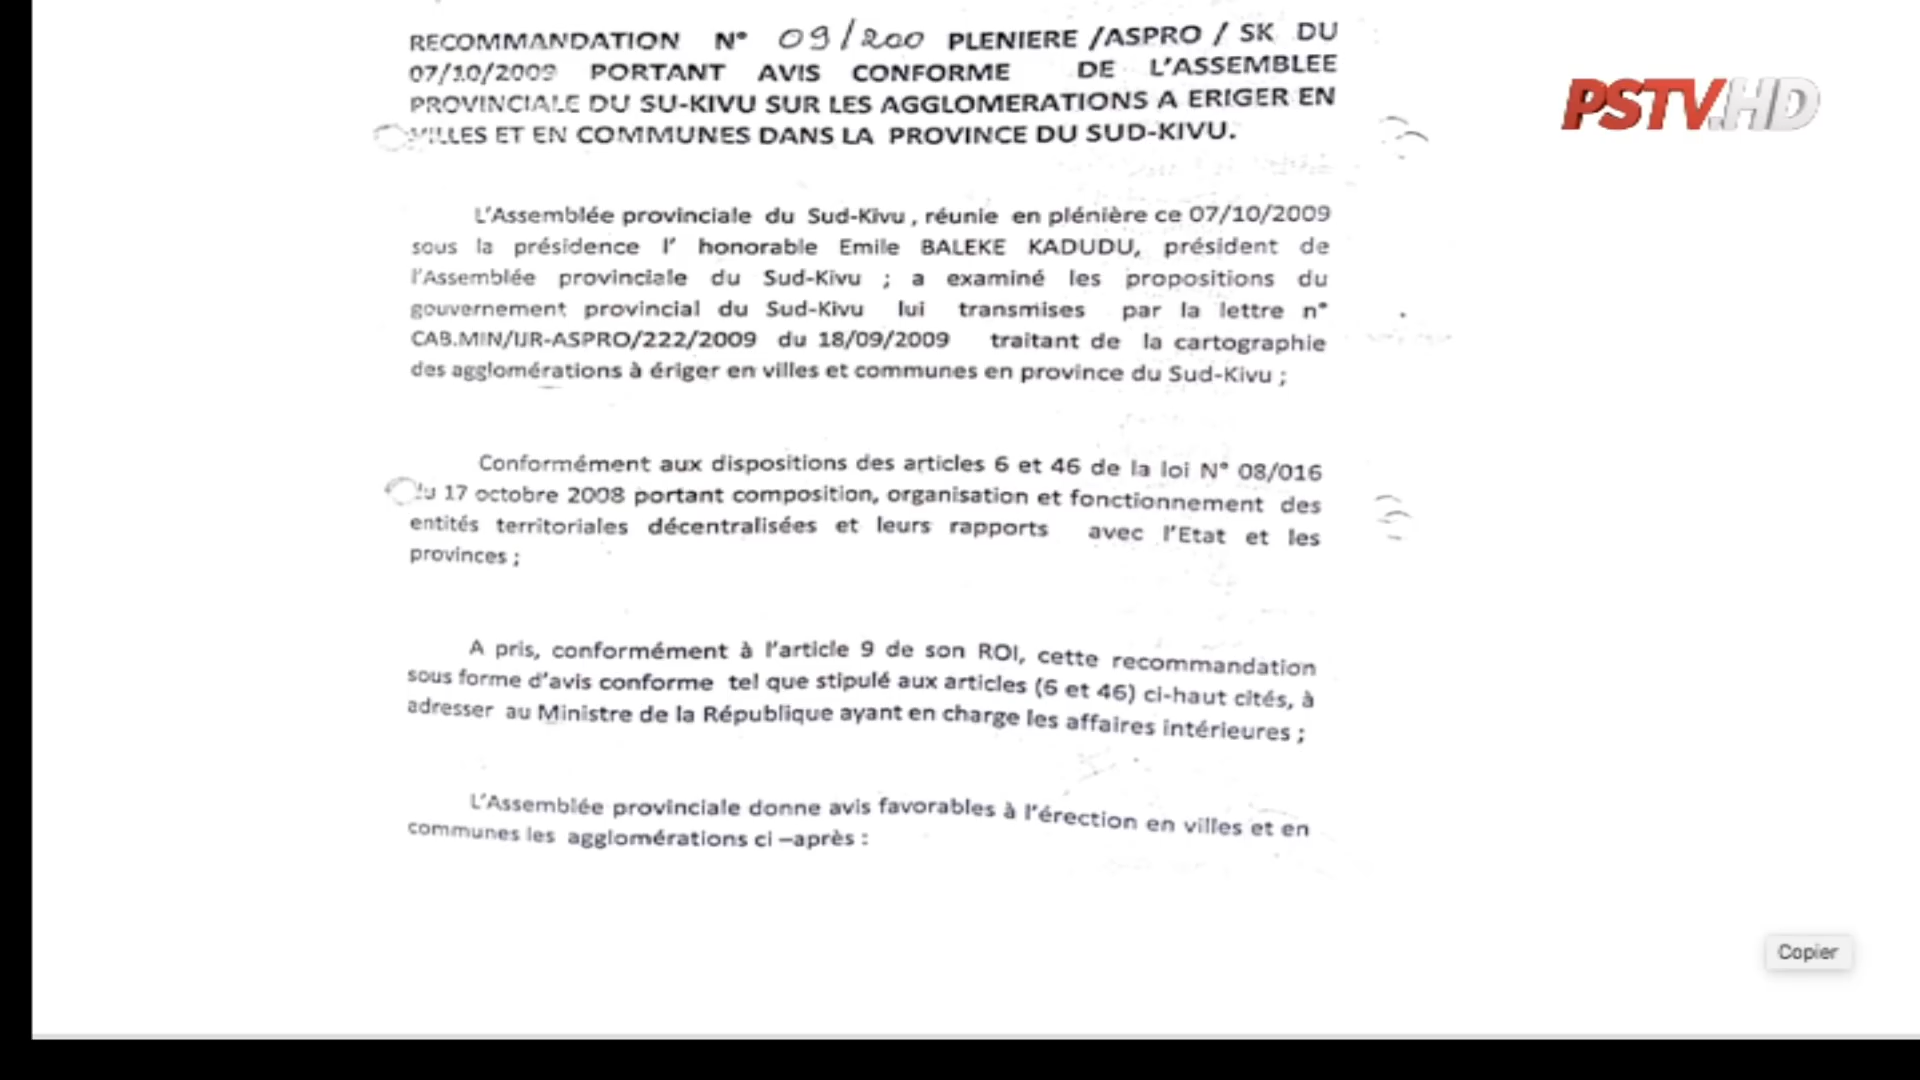 RECOMMANDATION N° 09/200 PLENIERE /ASPRO / SK DU
07/10/2009 PORTANT AVIS CONFORME DE L'ASSEMBLEE
PROVINCIALE DU SU-KIVU SUR LES AGGLOMERATIONS A ERIGER EN
VILLES ET EN COMMUNES DANS LA PROVINCE DU SUD-KIVU.
PSTV.HD
L'Assemblée provinciale du Sud-Kivu, réunie en plénière ce 07/10/2009
sous la présidence l' honorable Emile BALEKE KADUDU, président de
l'Assemblée provinciale du Sud-Kivu ; a examiné les propositions du
gouvernement provincial du Sud-Kivu lui transmises par la lettre n°
CAB.MIN/IJR-ASPRO/222/2009 du 18/09/2009 traitant de la cartographie
des agglomérations à ériger en villes et communes en province du Sud-Kivu ;
Conformément aux dispositions des articles 6 et 46 de la loi N° 08/016
du 17 octobre 2008 portant composition, organisation et fonctionnement des
entités territoriales décentralisées et leurs rapports avec l'Etat et les
provinces ;
A pris, conformément à l'article 9 de son ROI, cette recommandation
sous forme d'avis conforme tel que stipulé aux articles (6 et 46) ci-haut cités, à
adresser au Ministre de la République ayant en charge les affaires intérieures ;
L'Assemblée provinciale donne avis favorables à l'érection en villes et en
communes les agglomérations ci –après :
Copier